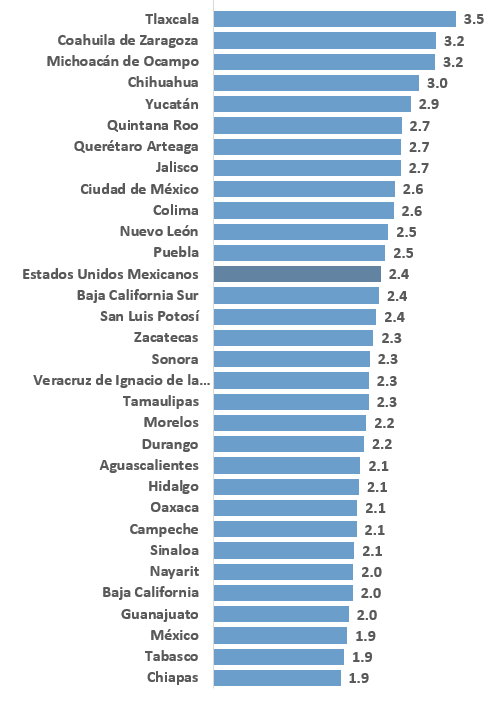 Tlaxcala 3.5
Coahuila de Zaragoza 3.2
Michoacán de Ocampo 3.2
Chihuahua 3.0
Yucatán 2.9
Quintana Roo 2.7
Querétaro Arteaga 2.7
Jalisco 2.7
Ciudad de México 2.6
Colima 2.6
Nuevo León 2.5
Puebla 2.5
Estados Unidos Mexicanos 2.4
Baja California Sur 2.4
San Luis Potosí 2.4
Zacatecas 2.3
Sonora 2.3
Veracruz de Ignacio de la... 2.3
Tamaulipas 2.3
Morelos 2.2
Durango 2.2
Aguascalientes 2.1
Hidalgo 2.1
Oaxaca 2.1
Campeche 2.1
Sinaloa 2.1
Nayarit 2.0
Baja California 2.0
Guanajuato 2.0
México 1.9
Tabasco 1.9
Chiapas 1.9